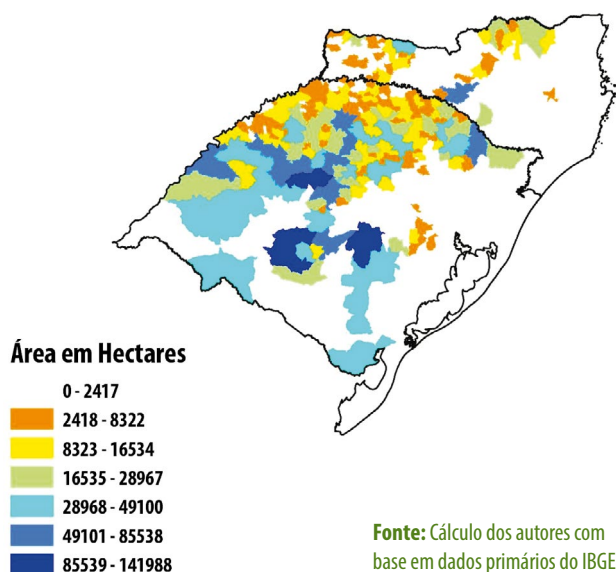 Área em Hectares
0 - 2417
2418 - 8322
8323 - 16534
16535 - 28967
28968 - 49100
49101 - 85538
85539 - 141988
Fonte: Cálculo dos autores com
base em dados primários do IBGE